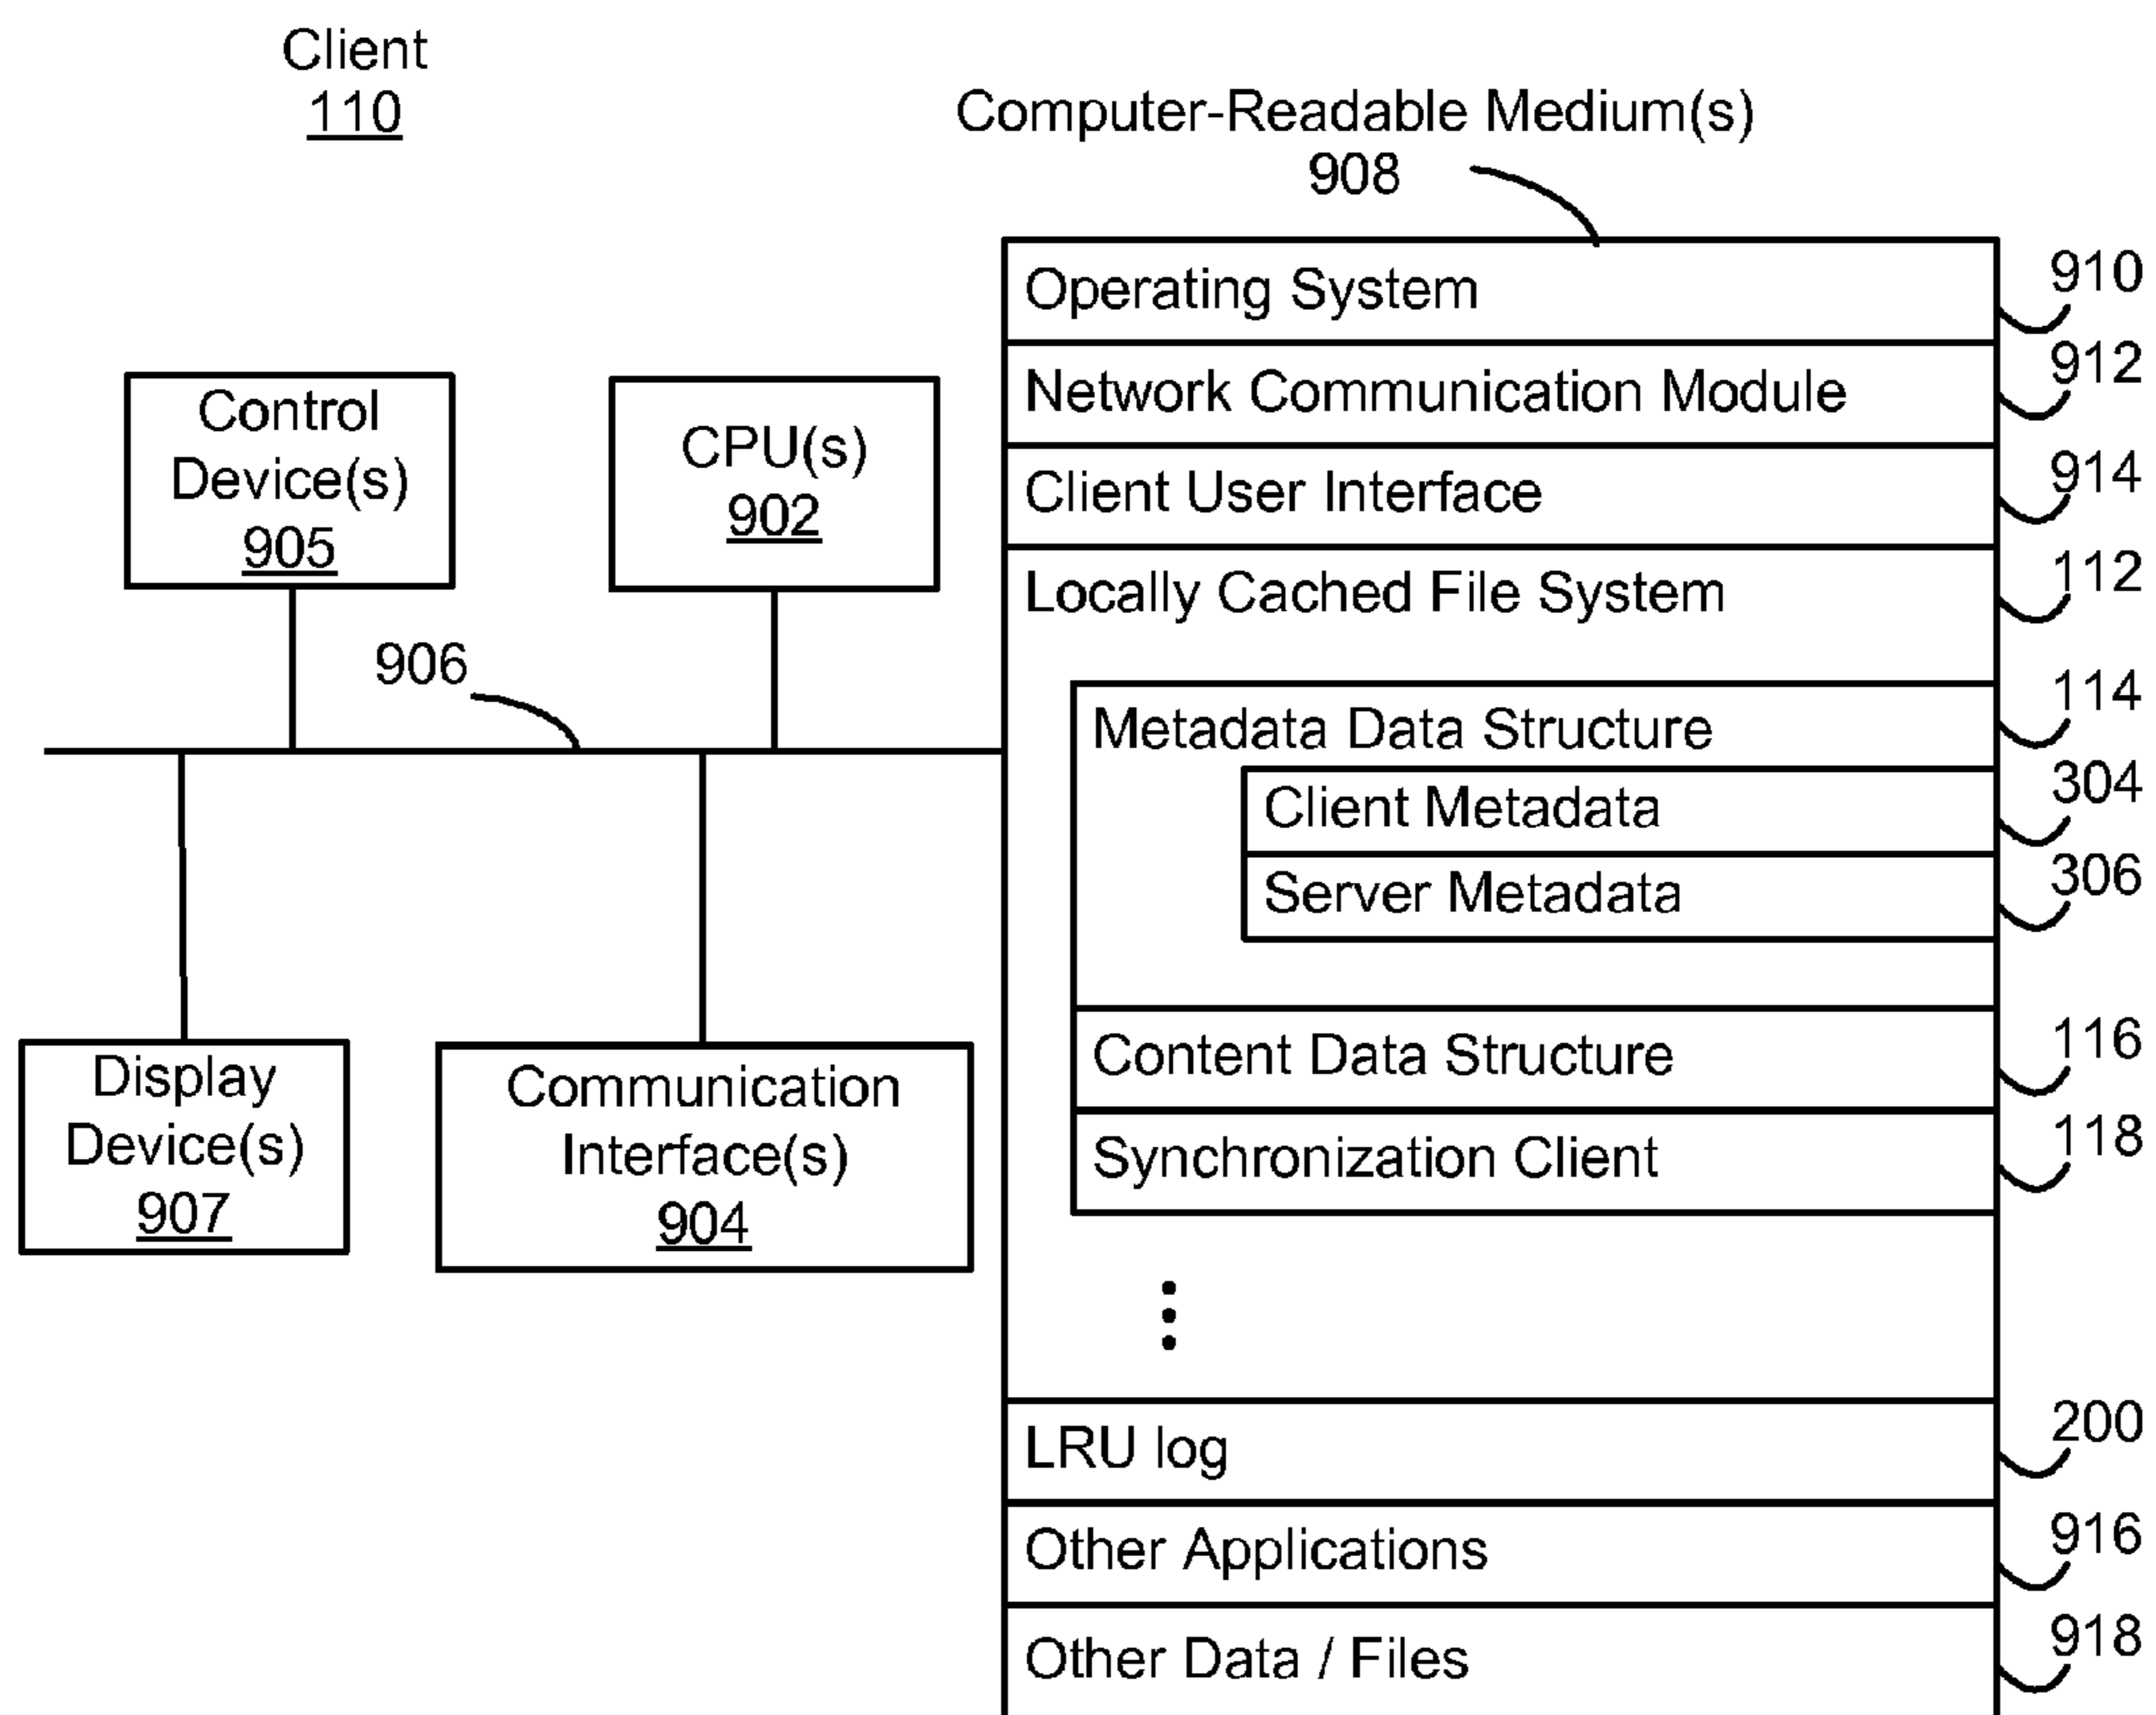 Client
110
Computer-Readable Medium(s)
908
Control
Device(s)
905
CPU(s)
902
906
Display
Device(s)
907
Communication
Interface(s)
904
Operating System
910
Network Communication Module
912
Client User Interface
914
Locally Cached File System
112
Metadata Data Structure
114
Client Metadata
304
Server Metadata
306
Content Data Structure
116
Synchronization Client
118
LRU log
200
Other Applications
916
Other Data / Files
918